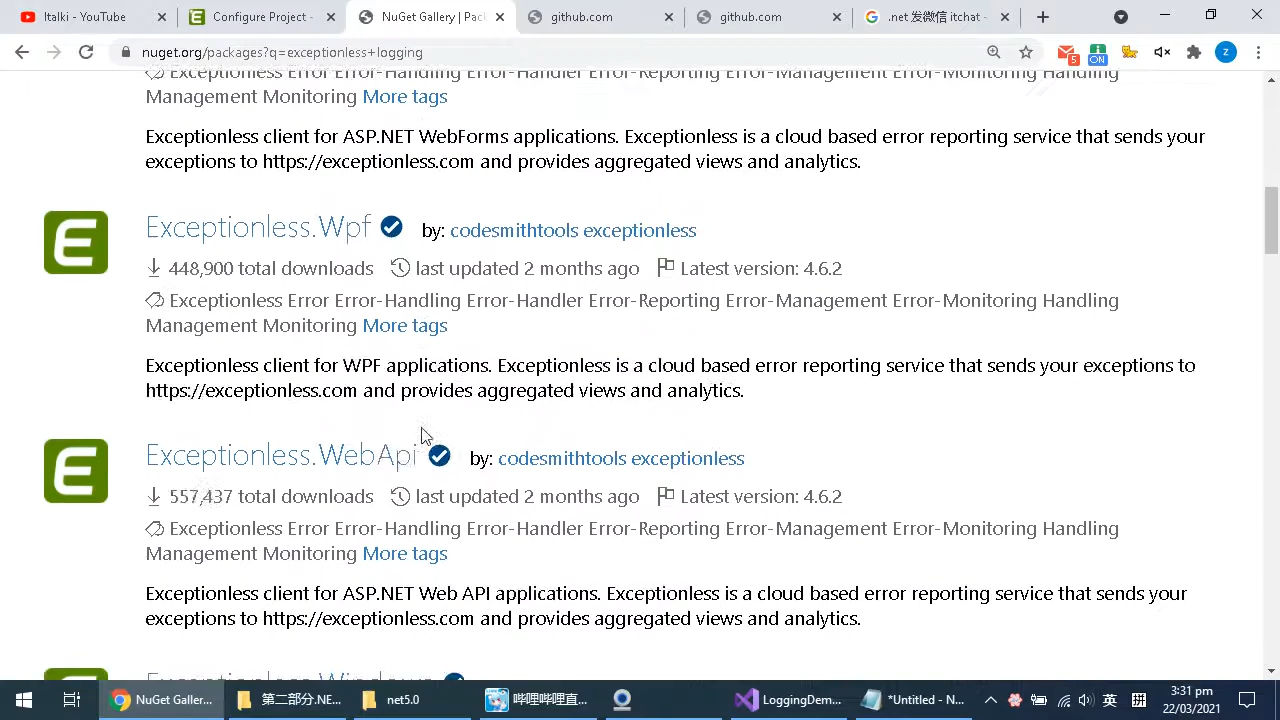 Italki - YouTube
Configure Project -
NuGet Gallery | Pack
github.com
github.com
.net 发微信 itchat -
nuget.org/packages?q=exceptionless+logging
5
ON
z
Exceptionless Error Error-Handling Error-Handler Error-Reporting Error-Management Error-Monitoring Handling
Management Monitoring More tags
Exceptionless client for ASP.NET WebForms applications. Exceptionless is a cloud based error reporting service that sends your
exceptions to https://exceptionless.com and provides aggregated views and analytics.
E
Exceptionless.Wpf by: codesmithtools exceptionless
448,900 total downloads last updated 2 months ago Latest version: 4.6.2
Exceptionless Error Error-Handling Error-Handler Error-Reporting Error-Management Error-Monitoring Handling
Management Monitoring More tags
Exceptionless client for WPF applications. Exceptionless is a cloud based error reporting service that sends your exceptions to
https://exceptionless.com and provides aggregated views and analytics.
E
Exceptionless.WebApi by: codesmithtools exceptionless
557,437 total downloads last updated 2 months ago Latest version: 4.6.2
Exceptionless Error Error-Handling Error-Handler Error-Reporting Error-Management Error-Monitoring Handling
Management Monitoring More tags
Exceptionless client for ASP.NET Web API applications. Exceptionless is a cloud based error reporting service that sends your
exceptions to https://exceptionless.com and provides aggregated views and analytics.
Exceptionless.Windows
NuGet Gallery...
第二部分.NE...
net5.0
哔哩哔哩直...
LoggingDem...
*Untitled - N...
英
拼
3:31 pm
22/03/2021